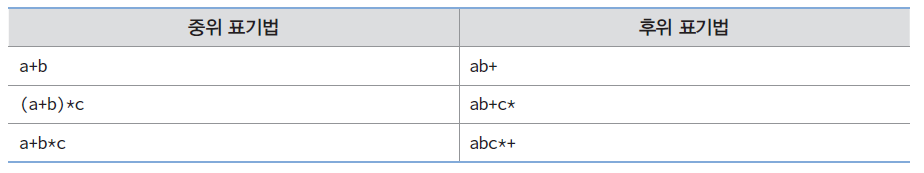 중위 표기법 후위 표기법
a+b ab+
(a+b)*c ab+c*
a+b*c abc*+